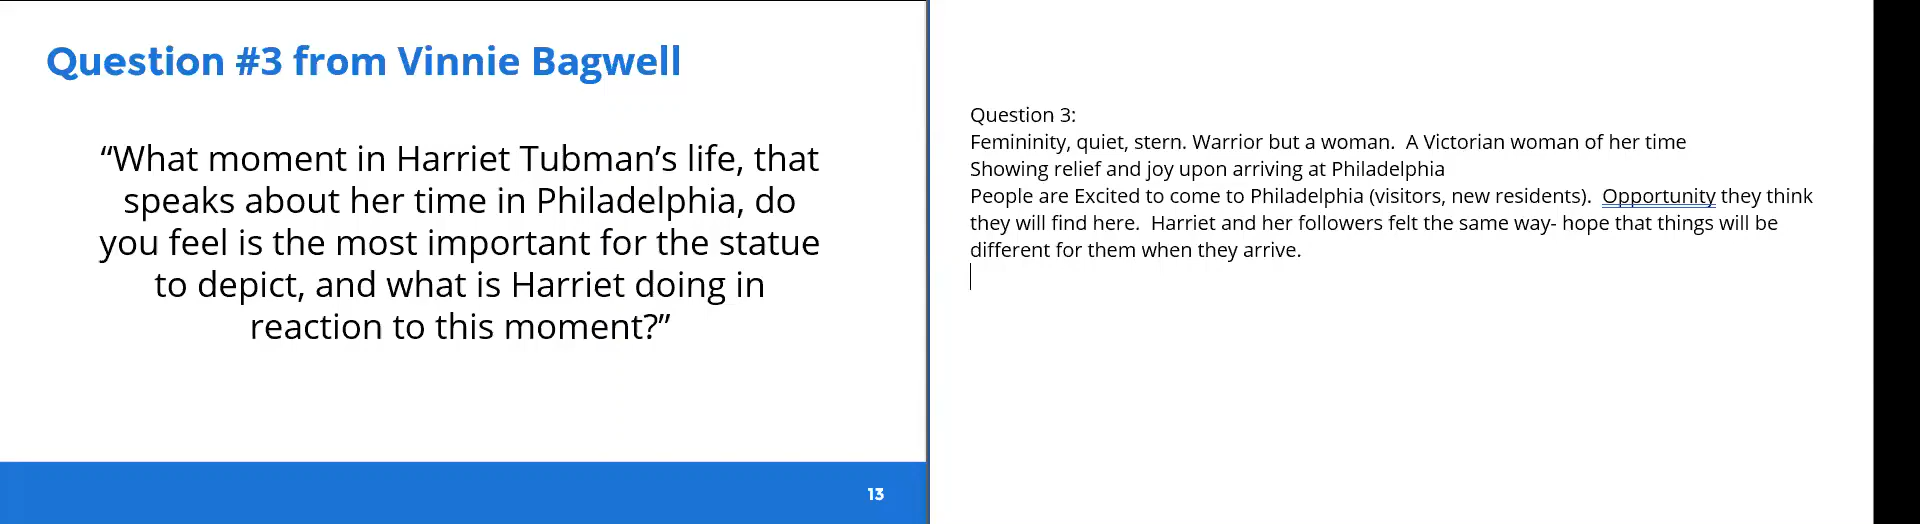 Question #3 from Vinnie Bagwell
“What moment in Harriet Tubman’s life, that
speaks about her time in Philadelphia, do
you feel is the most important for the statue
to depict, and what is Harriet doing in
reaction to this moment?”
13
Question 3:
Femininity, quiet, stern. Warrior but a woman.  A Victorian woman of her time
Showing relief and joy upon arriving at Philadelphia
People are Excited to come to Philadelphia (visitors, new residents).  Opportunity they think
they will find here.  Harriet and her followers felt the same way- hope that things will be
different for them when they arrive.